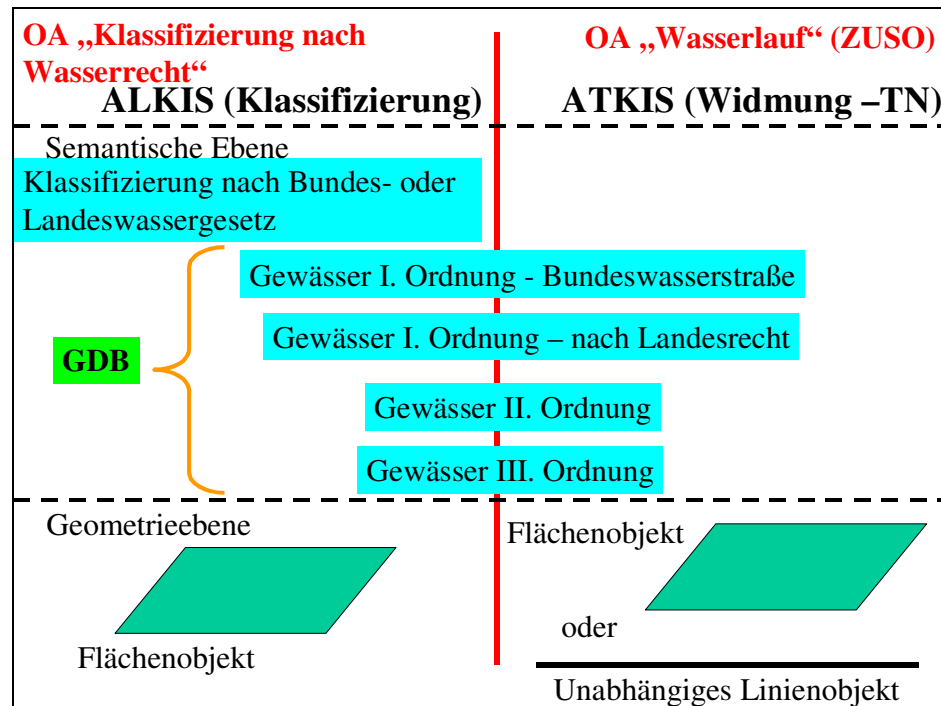 OA „Klassifizierung nach
Wasserrecht“
OA „Wasserlauf“ (ZUSO)
ALKIS (Klassifizierung)
ATKIS (Widmung –TN)
Semantische Ebene
Klassifizierung nach Bundes- oder
Landeswassergesetz
Gewässer I. Ordnung - Bundeswasserstraße
Gewässer I. Ordnung – nach Landesrecht
GDB
Gewässer II. Ordnung
Gewässer III. Ordnung
Geometrieebene
Flächenobjekt
Flächenobjekt
oder
Unabhängiges Linienobjekt